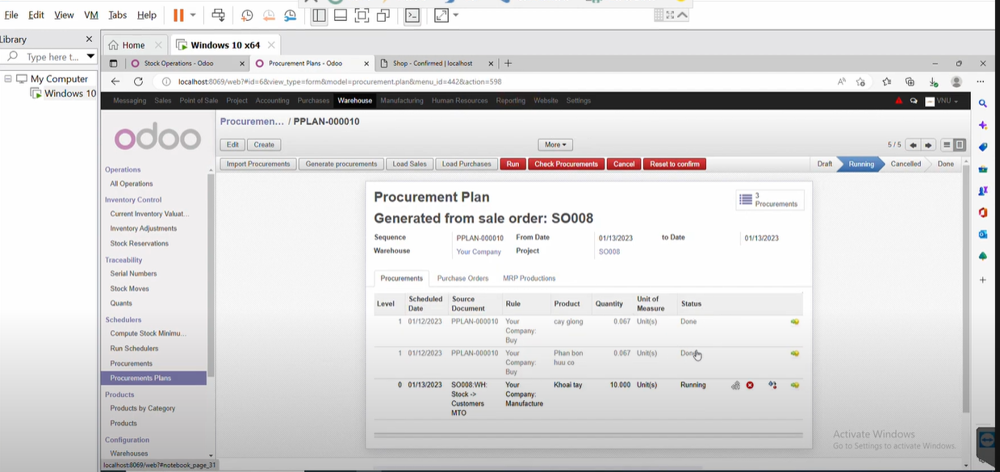 File Edit View VM Tabs Help
Library
Home
Windows 10 x64
Type here t...
My Computer
Windows 10
Stock Operations - Odoo
Procurement Plans - Odoo
Shop - Confirmed | localhost
localhost:8069/web?#id=6&view_type=form&model=procurement.plan&menu_id=442&action=598
Messaging Sales Point of Sale Project Accounting Purchases Warehouse Manufacturing Human Resources Reporting Website Settings
VNU
odoo
Procuremen... / PPLAN-000010
Edit Create More 5 / 5
Import Procurements Generate procurements Load Sales Load Purchases Run Check Procurements Cancel Reset to confirm Draft Running Cancelled Done
Operations
All Operations
Inventory Control
Current Inventory Valuat...
Inventory Adjustments
Stock Reservations
Traceability
Serial Numbers
Stock Moves
Quants
Schedulers
Compute Stock Minimu...
Run Schedulers
Procurements
Procurements Plans
Products
Products by Category
Products
Configuration
Warehouses
localhost:8069/web?#notebook_page_31
Procurement Plan
3
Procurements
Generated from sale order: SO008
Sequence PPLAN-000010 From Date 01/13/2023 to Date 01/13/2023
Warehouse Your Company Project SO008
Procurements Purchase Orders MRP Productions
Level Scheduled Date Source Document Rule Product Quantity Unit of Measure Status
1 01/12/2023 PPLAN-000010 Your Company: Buy cay giong 0.067 Unit(s) Done
1 01/12/2023 PPLAN-000010 Your Company: Buy Phan bon huu co 0.067 Unit(s) Done
0 01/13/2023 SO008:WH: Stock -> Customers MTO Your Company: Manufacture Khoai tay 10.000 Unit(s) Running
Activate Windows
Go to Settings to activate Windows.